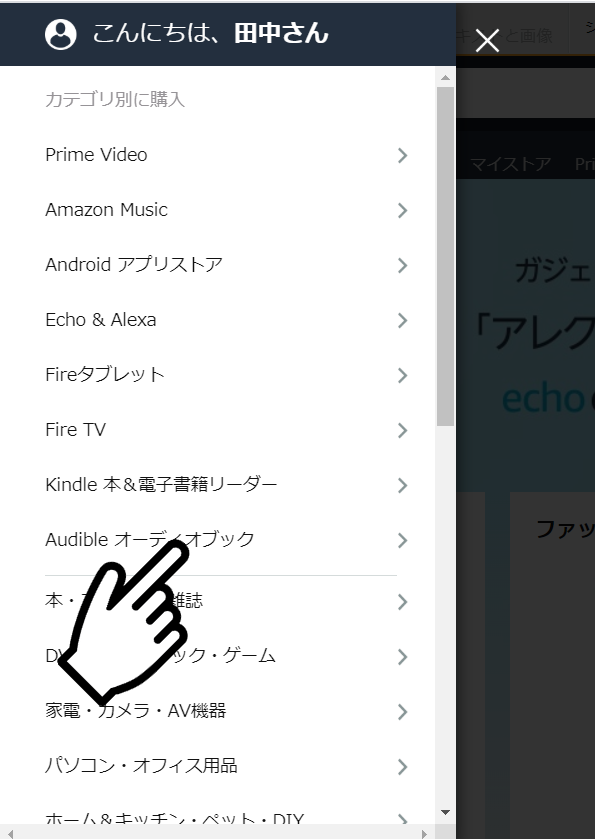 こんにちは、田中さん
カテゴリ別に購入
Prime Video
Amazon Music
Android アプリストア
Echo & Alexa
Fireタブレット
Fire TV
Kindle 本＆電子書籍リーダー
Audible オーディオブック
本・
雑誌
ック・ゲーム
家電・カメラ・AV機器
パソコン・オフィス用品
ホーム＆キッチン・ペット・DIY
と画像
マイストア
Pri
ガジェ
「アレク
echo
ファッ